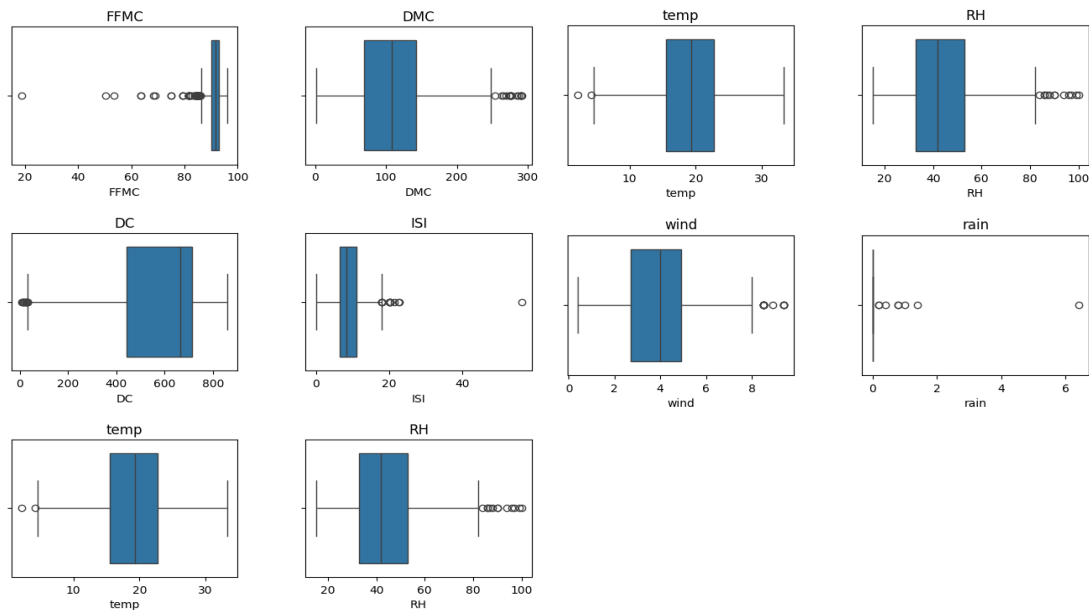 FFMC
DMC
temp
RH
20 40 60 80 100
0 100 200 300
10 20 30
20 40 60 80 100
FFMC
DMC
temp
RH
DC
ISI
wind
rain
0 200 400 600 800
0 20 40
0 2 4 6 8
0 2 4 6
DC
ISI
wind
rain
temp
RH
10 20 30
20 40 60 80 100
temp
RH